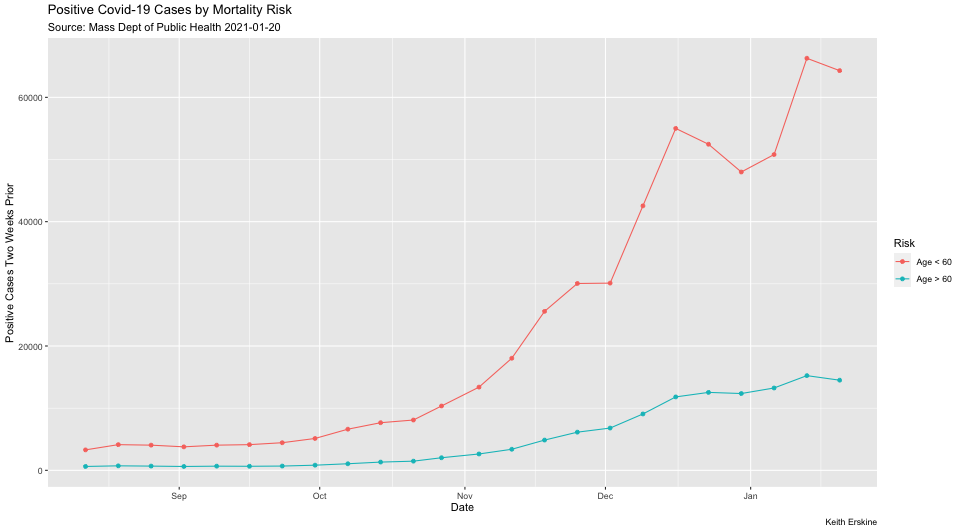 Positive Covid-19 Cases by Mortality Risk
Source: Mass Dept of Public Health 2021-01-20
Positive Cases Two Weeks Prior
60000
40000
20000
0
Sep Oct Nov Dec Jan
Date
Risk
Age < 60
Age > 60
Keith Erskine